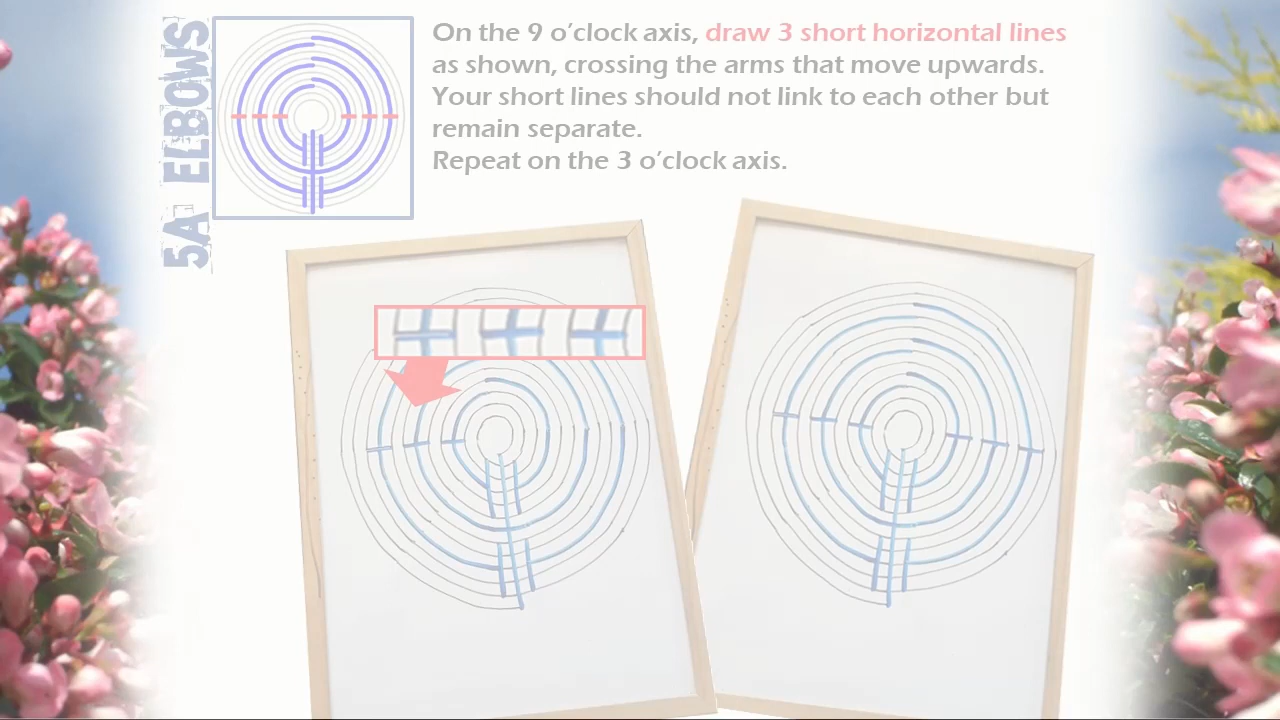 5A ELBOWS
On the 9 o'clock axis, draw 3 short horizontal lines
as shown, crossing the arms that move upwards.
Your short lines should not link to each other but
remain separate.
Repeat on the 3 o'clock axis.